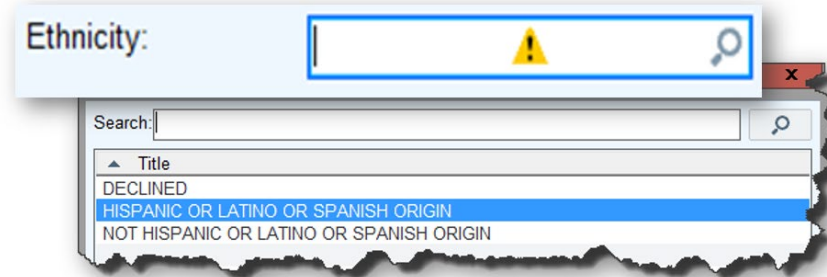 Ethnicity:
x
Search:
Title
DECLINED
HISPANIC OR LATINO OR SPANISH ORIGIN
NOT HISPANIC OR LATINO OR SPANISH ORIGIN